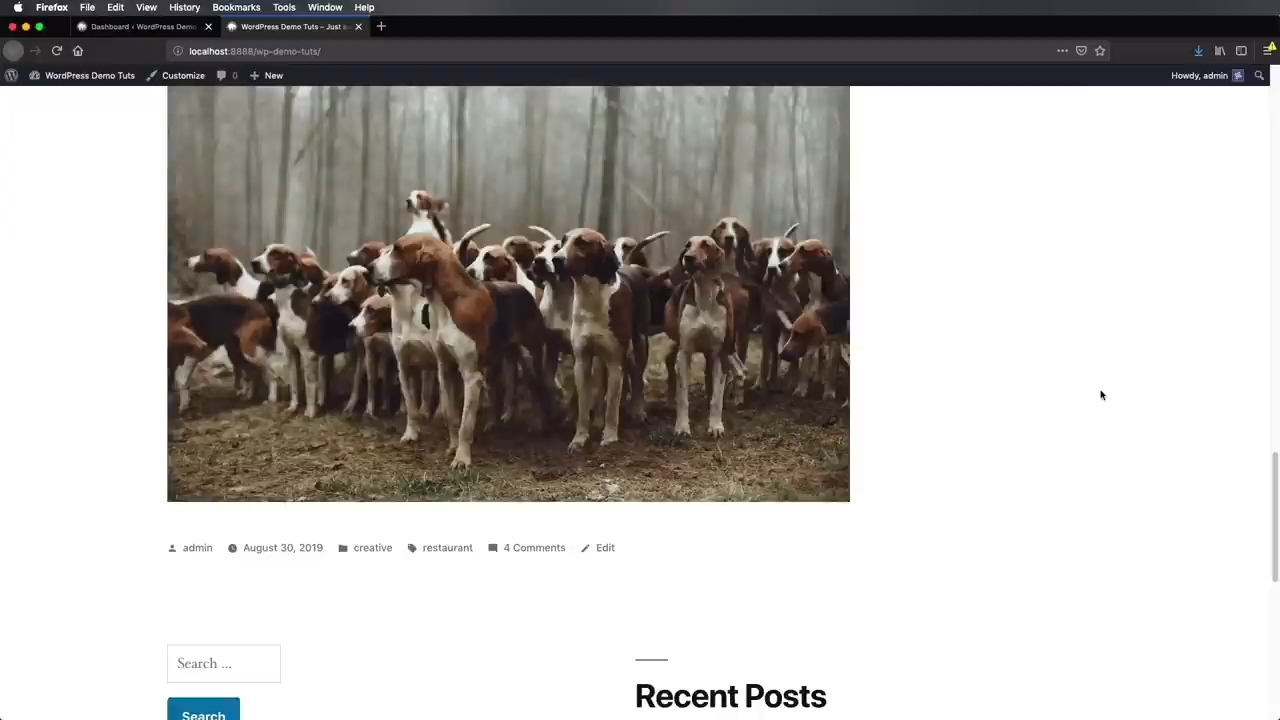 Firefox File Edit View History Bookmarks Tools Window Help
Dashboard ‹ WordPress Demo
WordPress Demo Tuts – Just
localhost:8888/wp-demo-tuts/
WordPress Demo Tuts Customize 0 New Howdy, admin
admin August 30, 2019 creative restaurant 4 Comments Edit
Search ...
Search
Recent Posts